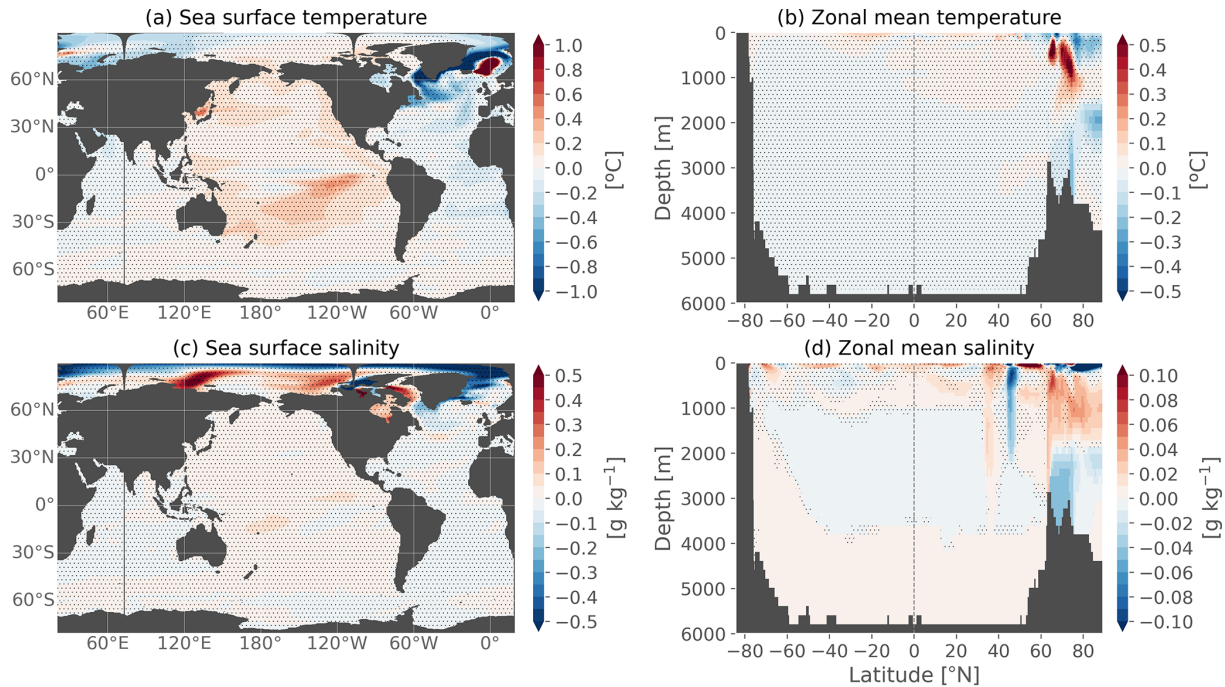 (a) Sea surface temperature
60°N
30°N
0°
30°S
60°S
60°E 120°E 180° 120°W 60°W 0°
1.0
0.8
0.6
0.4
0.2
0.0
−0.2
−0.4
−0.6
−0.8
−1.0
[ºC]
(b) Zonal mean temperature
Depth [m]
0
1000
2000
3000
4000
5000
6000
−80 −60 −40 −20 0 20 40 60 80
0.5
0.4
0.3
0.2
0.1
0.0
−0.1
−0.2
−0.3
−0.4
−0.5
[ºC]
(c) Sea surface salinity
60°N
30°N
0°
30°S
60°S
60°E 120°E 180° 120°W 60°W 0°
0.5
0.4
0.3
0.2
0.1
0.0
−0.1
−0.2
−0.3
−0.4
−0.5
[g kg⁻¹]
(d) Zonal mean salinity
Depth [m]
0
1000
2000
3000
4000
5000
6000
−80 −60 −40 −20 0 20 40 60 80
Latitude [°N]
0.10
0.08
0.06
0.04
0.02
0.00
−0.02
−0.04
−0.06
−0.08
−0.10
[g kg⁻¹]